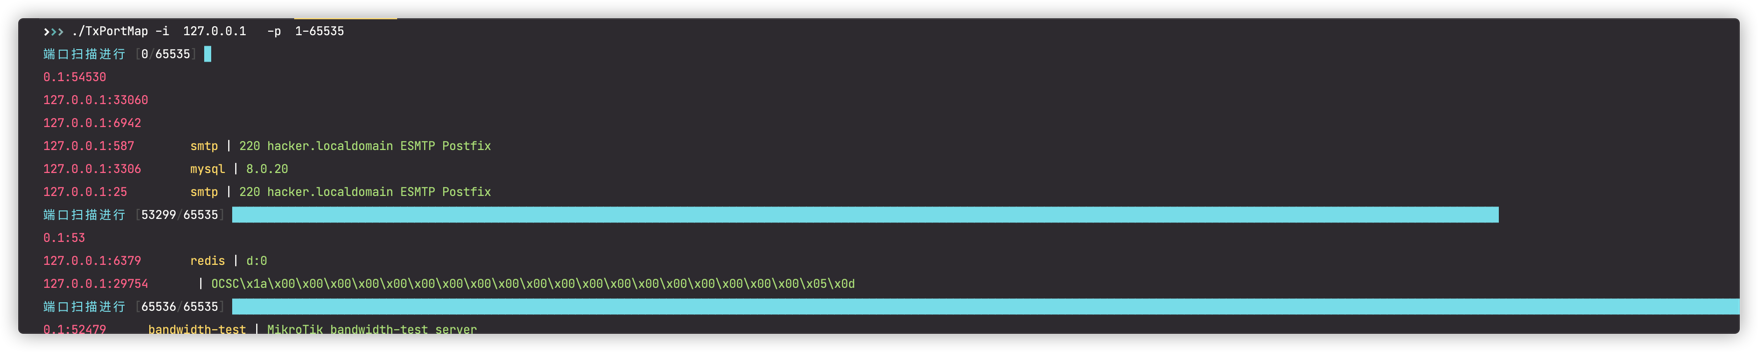 ❯❯❯ ./TxPortMap -i 127.0.0.1 -p 1-65535
端口扫描进行 [0/65535]
0.1:54530
127.0.0.1:33060
127.0.0.1:6942
127.0.0.1:587 smtp | 220 hacker.localdomain ESMTP Postfix
127.0.0.1:3306 mysql | 8.0.20
127.0.0.1:25 smtp | 220 hacker.localdomain ESMTP Postfix
端口扫描进行 [53299/65535]
0.1:53
127.0.0.1:6379 redis | d:0
127.0.0.1:29754 | OCSC\x1a\x00\x00\x00\x00\x00\x00\x00\x00\x00\x00\x00\x00\x00\x00\x00\x00\x00\x00\x00\x05\x0d
端口扫描进行 [65536/65535]
0.1:52479 bandwidth-test | MikroTik bandwidth-test server